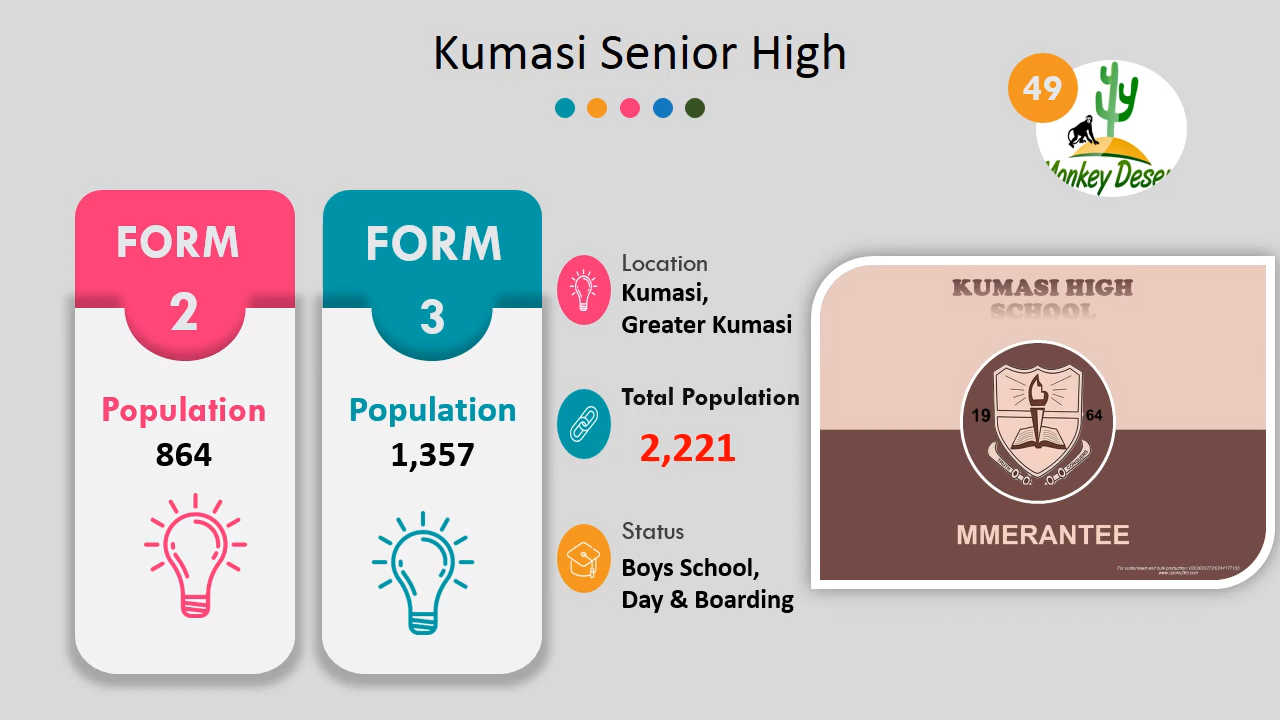 Kumasi Senior High
49
Monkey Deser
FORM
2
Population
864
FORM
3
Population
1,357
Location
Kumasi,
Greater Kumasi
Total Population
2,221
Status
Boys School,
Day & Boarding
KUMASI HIGH
SCHOOL
19 64
MMERANTEE